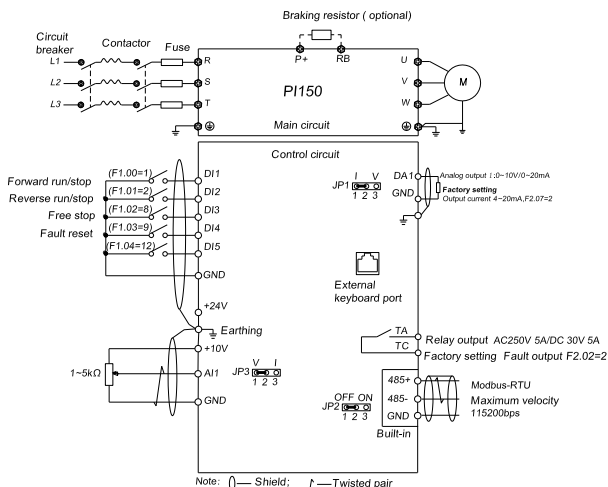 Braking resistor ( optional)
Circuit breaker
Contactor
Fuse
P+ RB
L1 R U
L2 S V M
L3 T W
PI150
Main circuit
Control circuit
Forward run/stop (F1.00=1) DI1
Reverse run/stop (F1.01=2) DI2
Free stop (F1.02=8) DI3
Fault reset (F1.03=9) DI4
(F1.04=12) DI5
GND
+24V
Earthing
+10V
1~5kΩ AI1
GND
JP1 I V
1 2 3
DA1 Analog output 1:0~10V/0~20mA
GND Factory setting
Output current 4~20mA,F2.07=2
External
keyboard port
TA Relay output AC250V 5A/DC 30V 5A
TC Factory setting Fault output F2.02=2
JP3 V I
1 2 3
JP2 OFF ON
1 2 3
485+ Modbus-RTU
485- Maximum velocity
GND 115200bps
Built-in
Note: Shield; Twisted pair